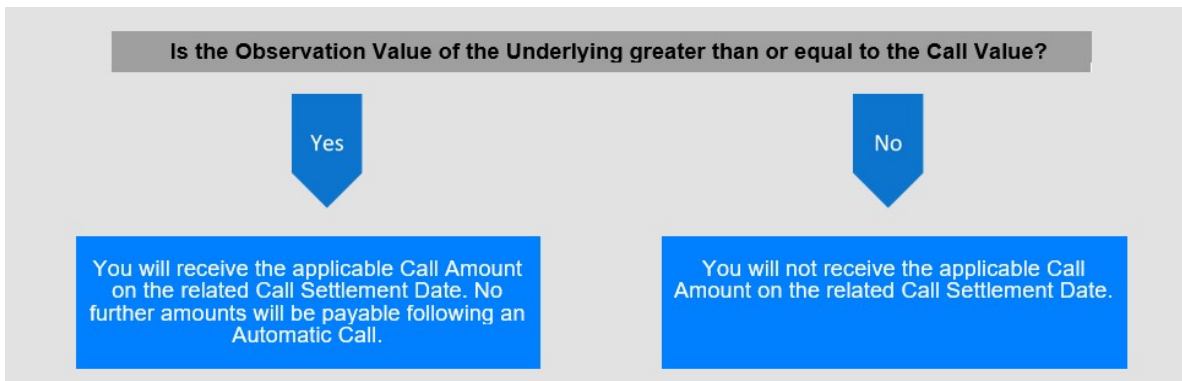 Is the Observation Value of the Underlying greater than or equal to the Call Value?
Yes
No
You will receive the applicable Call Amount
on the related Call Settlement Date. No
further amounts will be payable following an
Automatic Call.
You will not receive the applicable Call
Amount on the related Call Settlement Date.